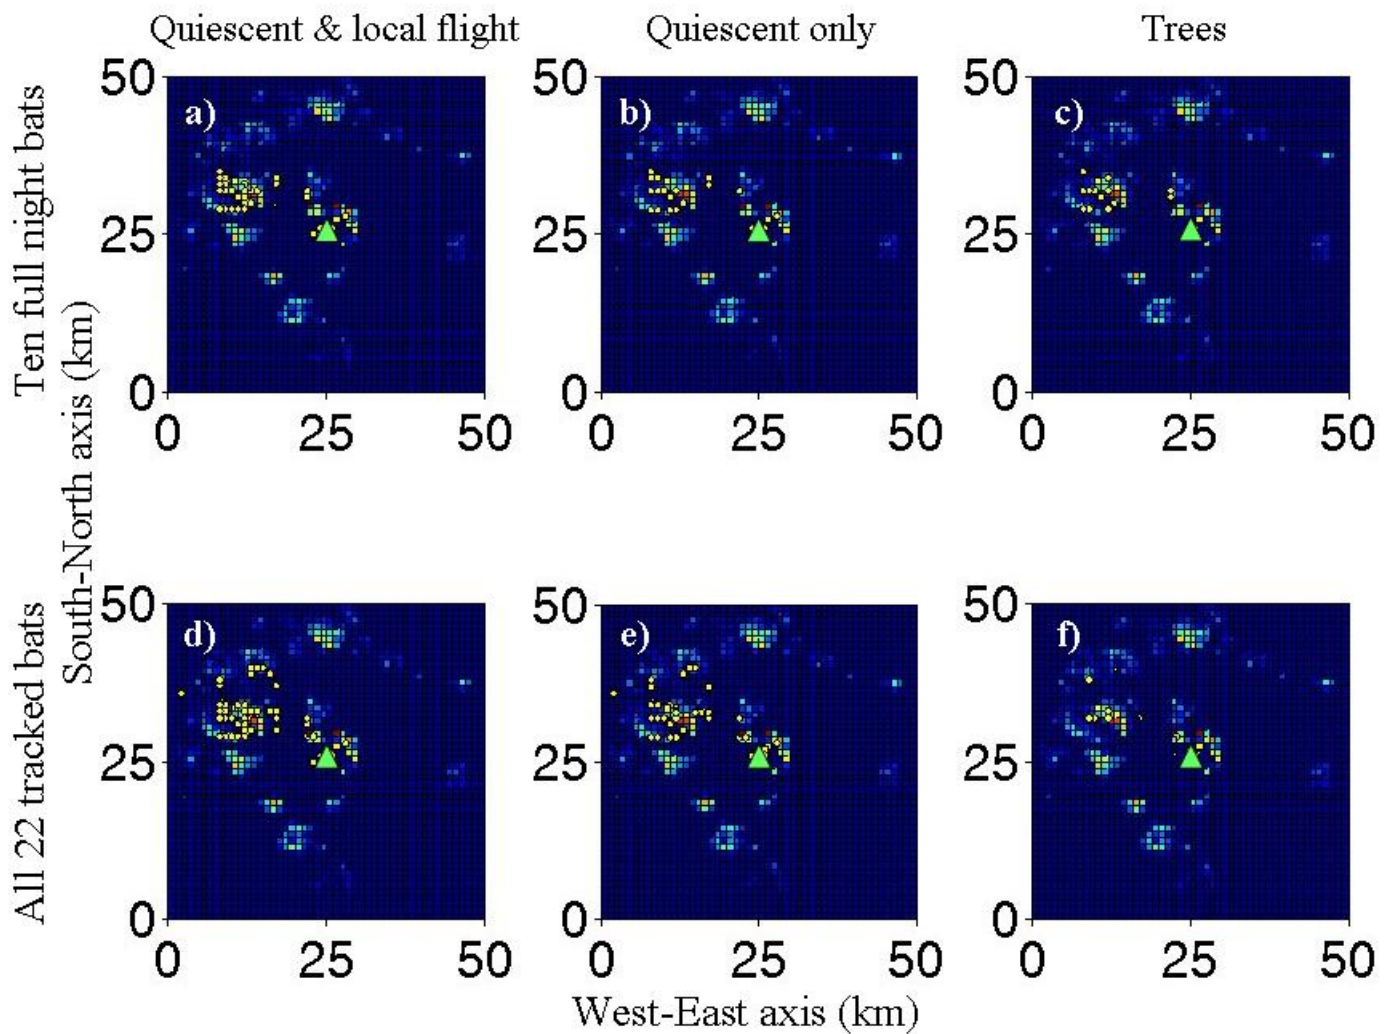 Quiescent & local flight
Quiescent only
Trees
Ten full night bats
All 22 tracked bats
South-North axis (km)
a)
50
25
0
0
25
50
b)
50
25
0
0
25
50
c)
50
25
0
0
25
50
d)
50
25
0
0
25
50
e)
50
25
0
0
25
50
f)
50
25
0
0
25
50
West-East axis (km)